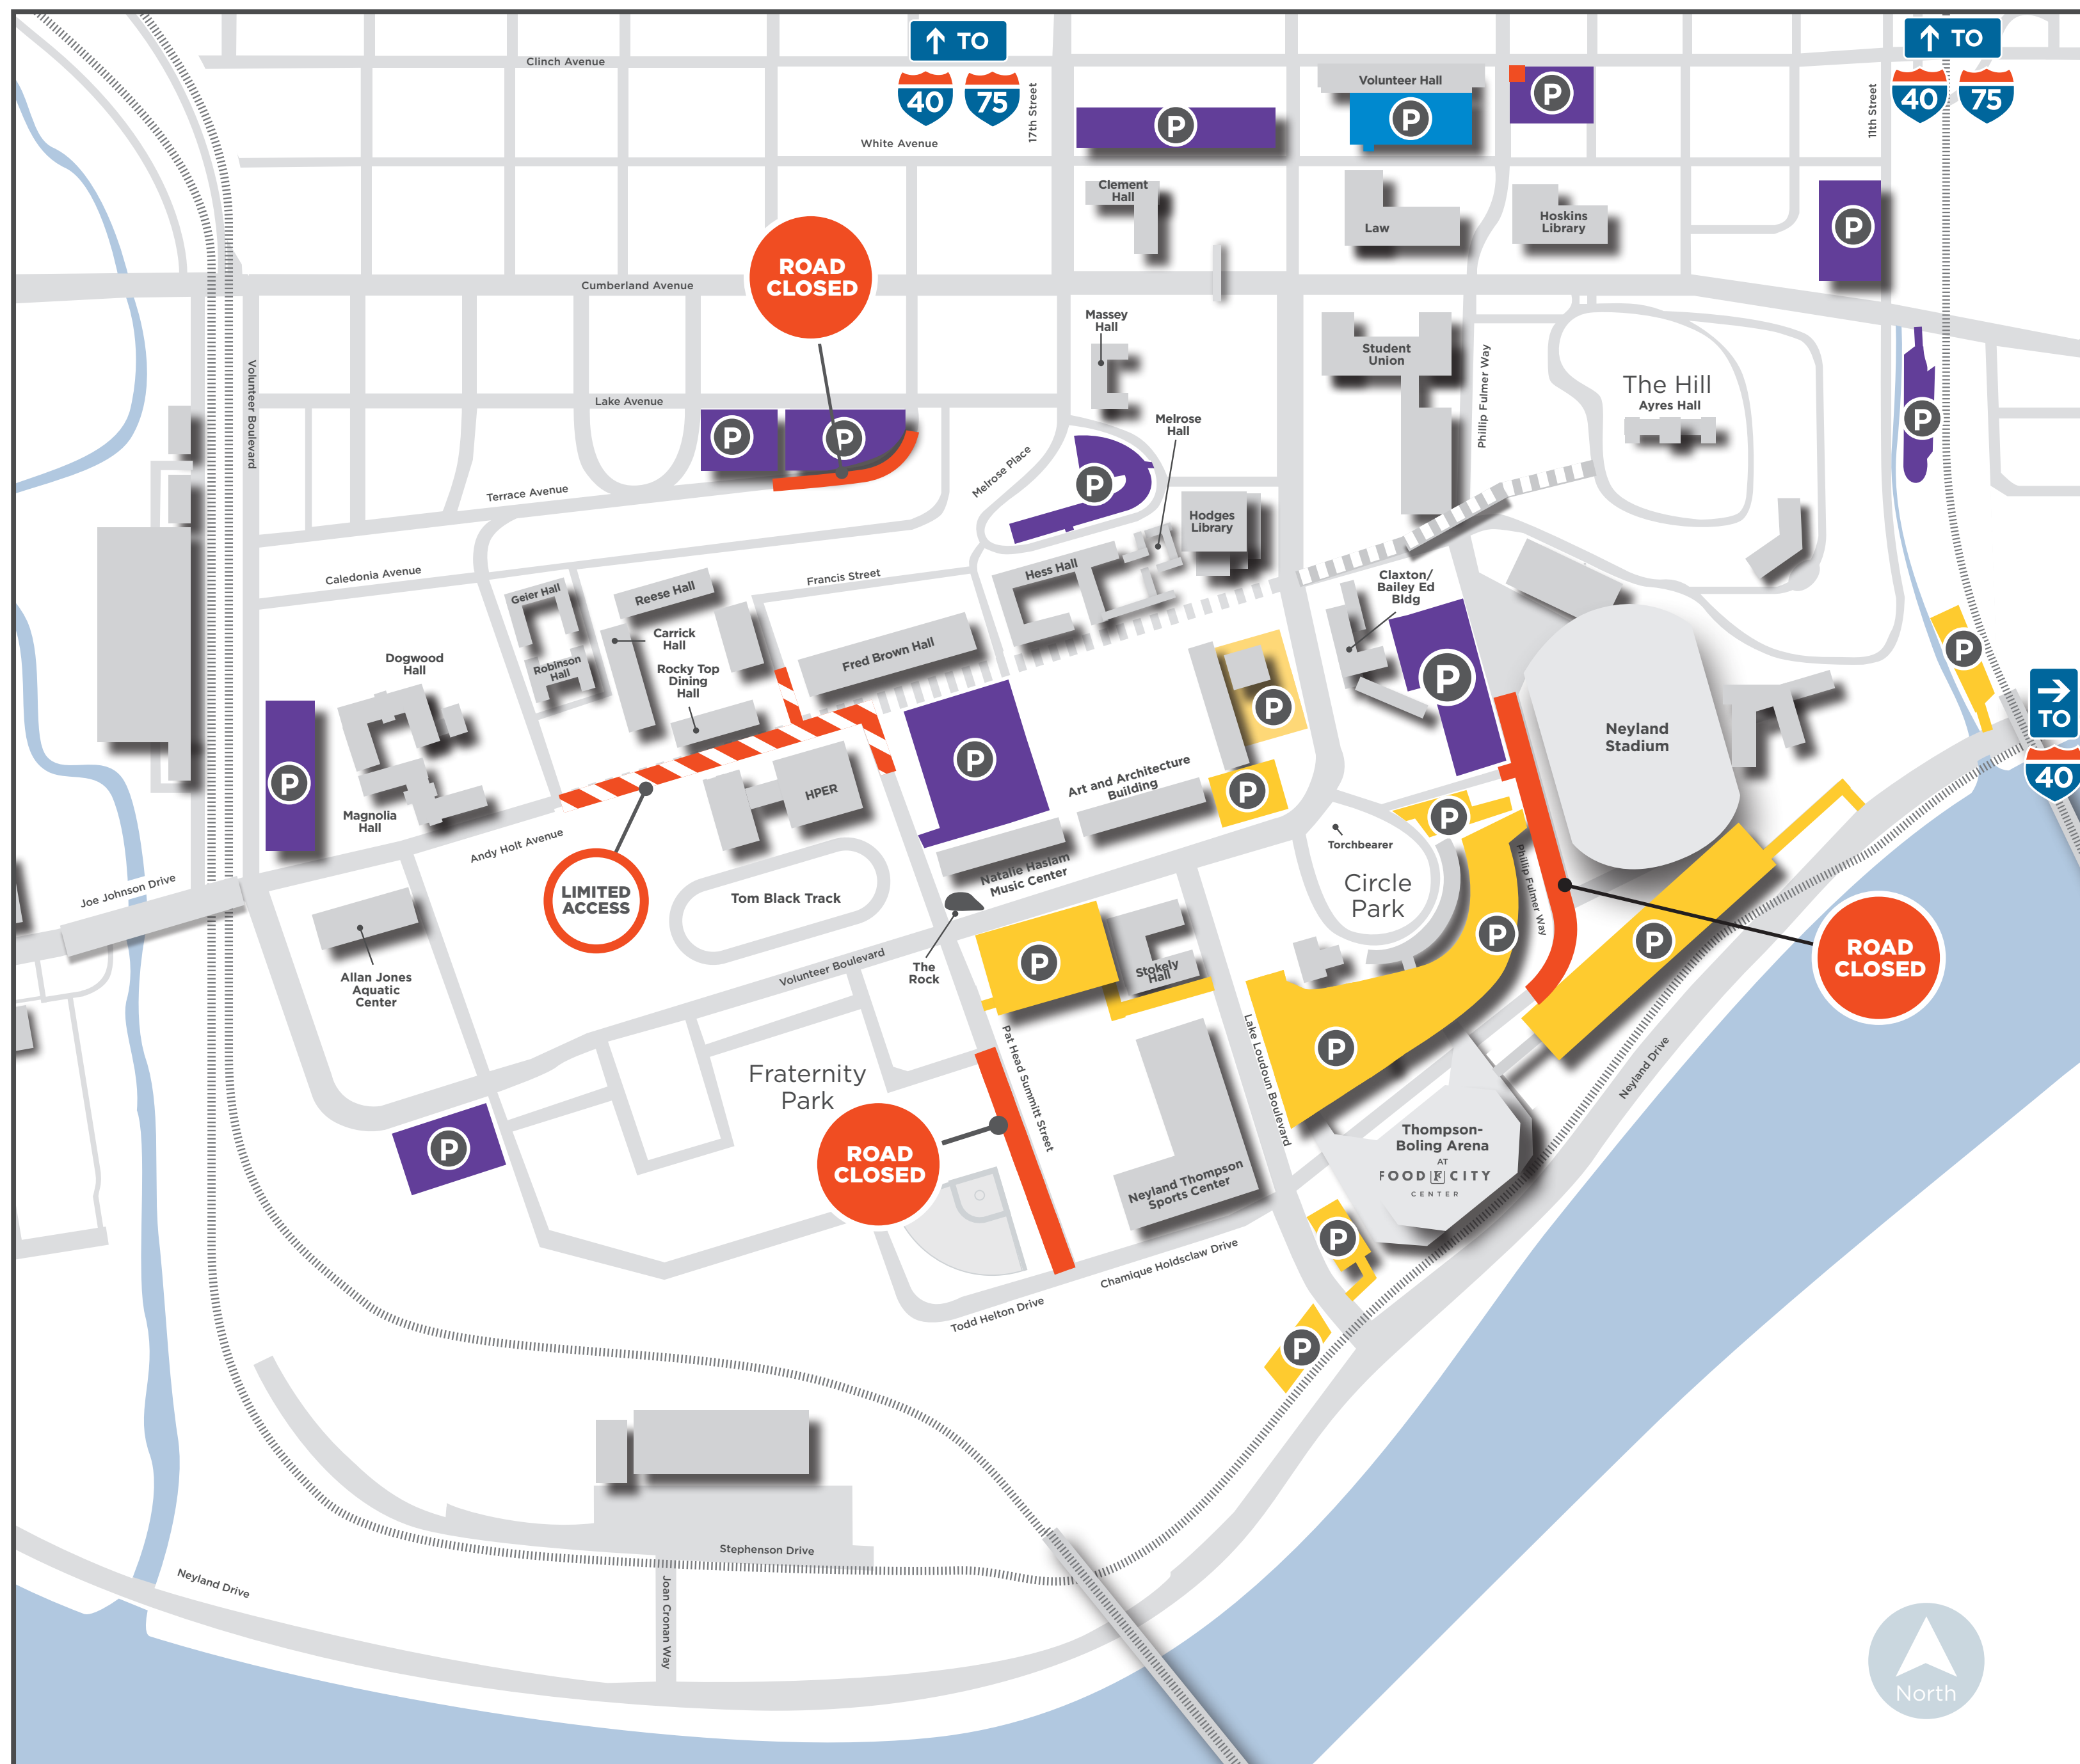 TO
40
75
TO
40
75
Clinch Avenue
17th Street
11th Street
Volunteer Hall
P
P
P
White Avenue
Clement
Hall
Law
Hoskins
Library
P
ROAD
CLOSED
Cumberland Avenue
Massey
Hall
Student
Union
Phillip Fulmer Way
The Hill
Ayres Hall
Volunteer Boulevard
Lake Avenue
P
P
P
Melrose
Hall
Melrose Place
P
Terrace Avenue
Hodges
Library
Caledonia Avenue
Francis Street
Hess Hall
Claxton/
Bailey Ed
Bldg
Geier Hall
Reese Hall
Carrick
Hall
Fred Brown Hall
P
Dogwood
Hall
Robinson
Hall
Rocky Top
Dining
Hall
P
P
TO
40
Neyland
Stadium
P
P
HPER
Art and Architecture
Building
P
Magnolia
Hall
Andy Holt Avenue
P
Torchbearer
Phillip Fulmer Way
Joe Johnson Drive
LIMITED
ACCESS
Tom Black Track
Natalie Haslam
Music Center
Circle
Park
P
P
ROAD
CLOSED
Allan Jones
Aquatic
Center
Volunteer Boulevard
The
Rock
P
Stokely
Hall
P
Pat Head Summitt Street
Lake Loudoun Boulevard
Neyland Drive
Fraternity
Park
P
ROAD
CLOSED
Thompson-
Boling Arena
AT
FOOD CITY
CENTER
Neyland Thompson
Sports Center
P
Chamique Holdsclaw Drive
Todd Helton Drive
P
Stephenson Drive
Neyland Drive
Joan Cronan Way
North